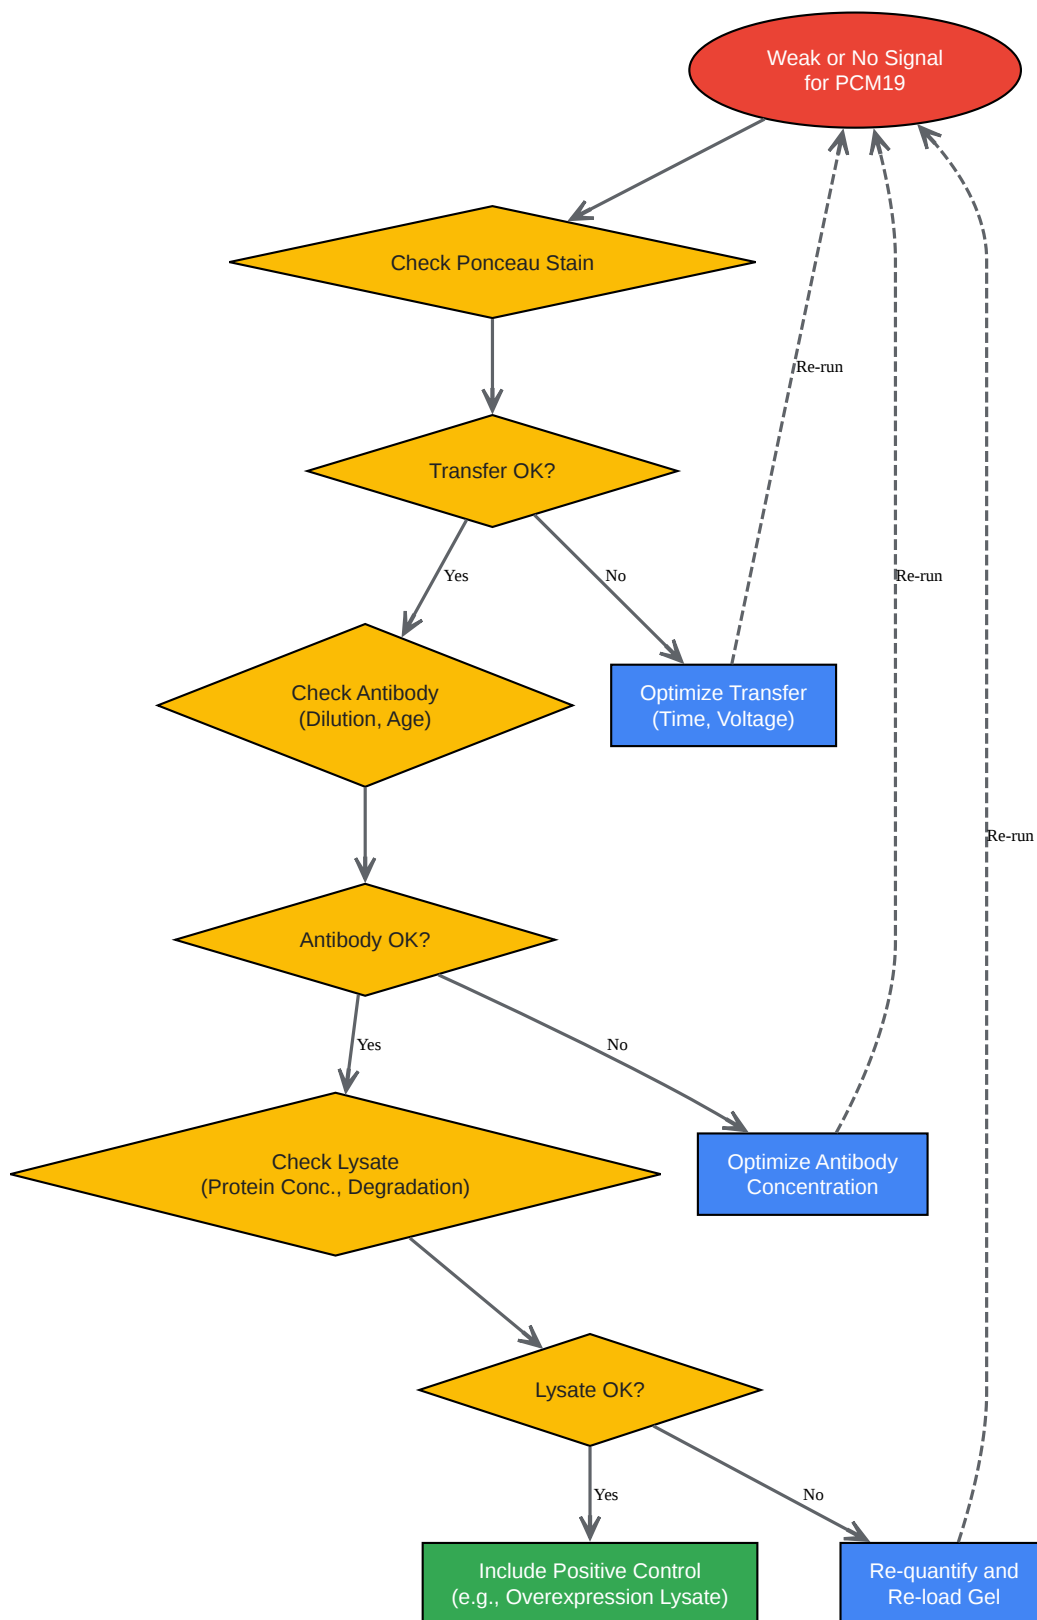 Weak or No Signal
for PCM19
Check Ponceau Stain
Re-run
Transfer OK?
Yes
No
Re-run
Check Antibody
(Dilution, Age)
Optimize Transfer
(Time, Voltage)
Re-run
Antibody OK?
Yes
No
Check Lysate
(Protein Conc., Degradation)
Optimize Antibody
Concentration
Lysate OK?
Yes
No
Include Positive Control
(e.g., Overexpression Lysate)
Re-quantify and
Re-load Gel